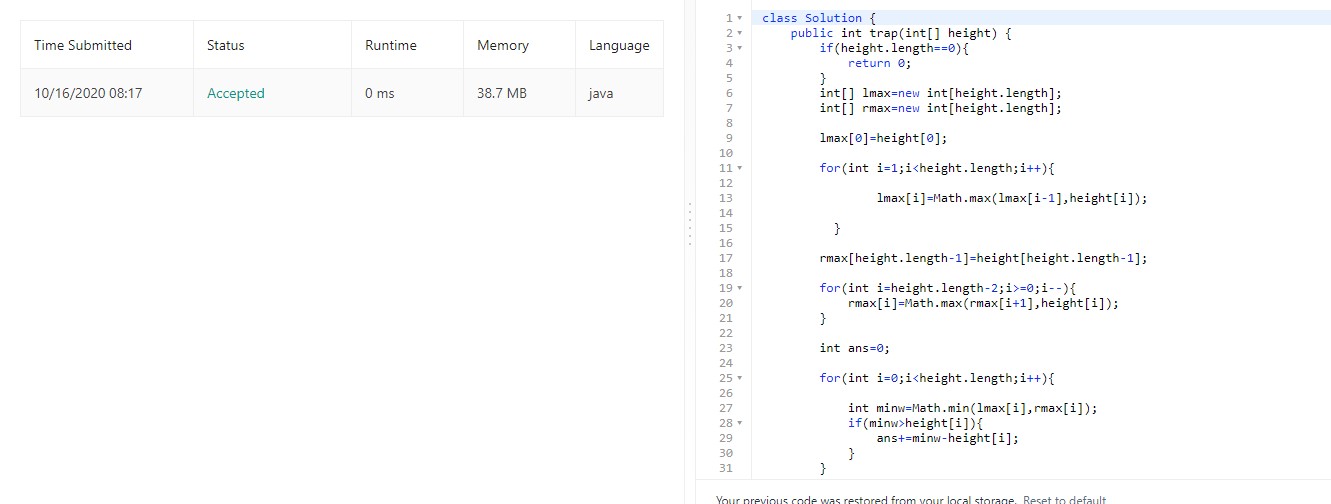 Time Submitted Status Runtime Memory Language
10/16/2020 08:17 Accepted 0 ms 38.7 MB java
1 class Solution {
2 public int trap(int[] height) {
3 if(height.length==0){
4 return 0;
5 }
6 int[] lmax=new int[height.length];
7 int[] rmax=new int[height.length];
8
9 lmax[0]=height[0];
10
11 for(int i=1;i<height.length;i++){
12
13 lmax[i]=Math.max(lmax[i-1],height[i]);
14
15 }
16
17 rmax[height.length-1]=height[height.length-1];
18
19 for(int i=height.length-2;i>=0;i--){
20 rmax[i]=Math.max(rmax[i+1],height[i]);
21 }
22
23 int ans=0;
24
25 for(int i=0;i<height.length;i++){
26
27 int minw=Math.min(lmax[i],rmax[i]);
28 if(minw>height[i]){
29 ans+=minw-height[i];
30 }
31 }
Your previous code was restored from your local storage. Reset to default